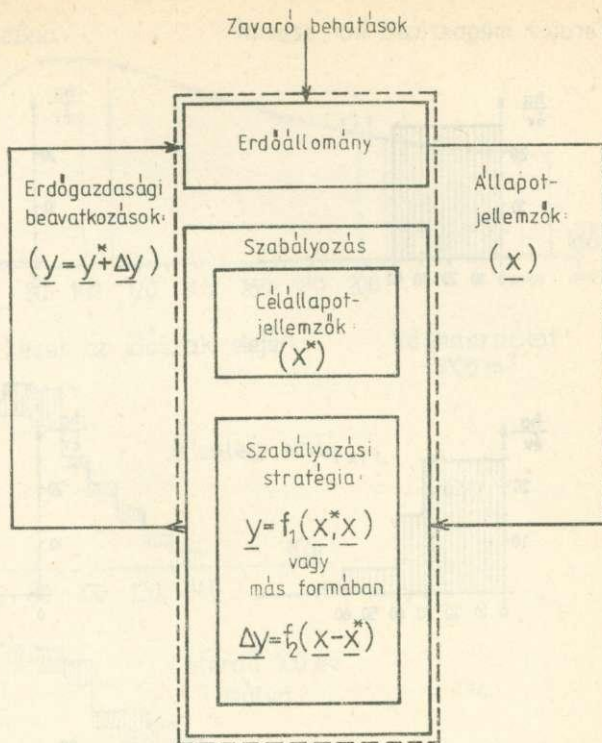 Zavaró behatások
Erdőállomány
Erdőgazdasági
beavatkozások:
(y=y*+Δy)
Állapot-
jellemzők:
(x)
Szabályozás
Célállapot-
jellemzők
(x*)
Szabályozási
stratégia:
y=f₁(x*,x)
vagy
más formában
Δy=f₂(x-x*)